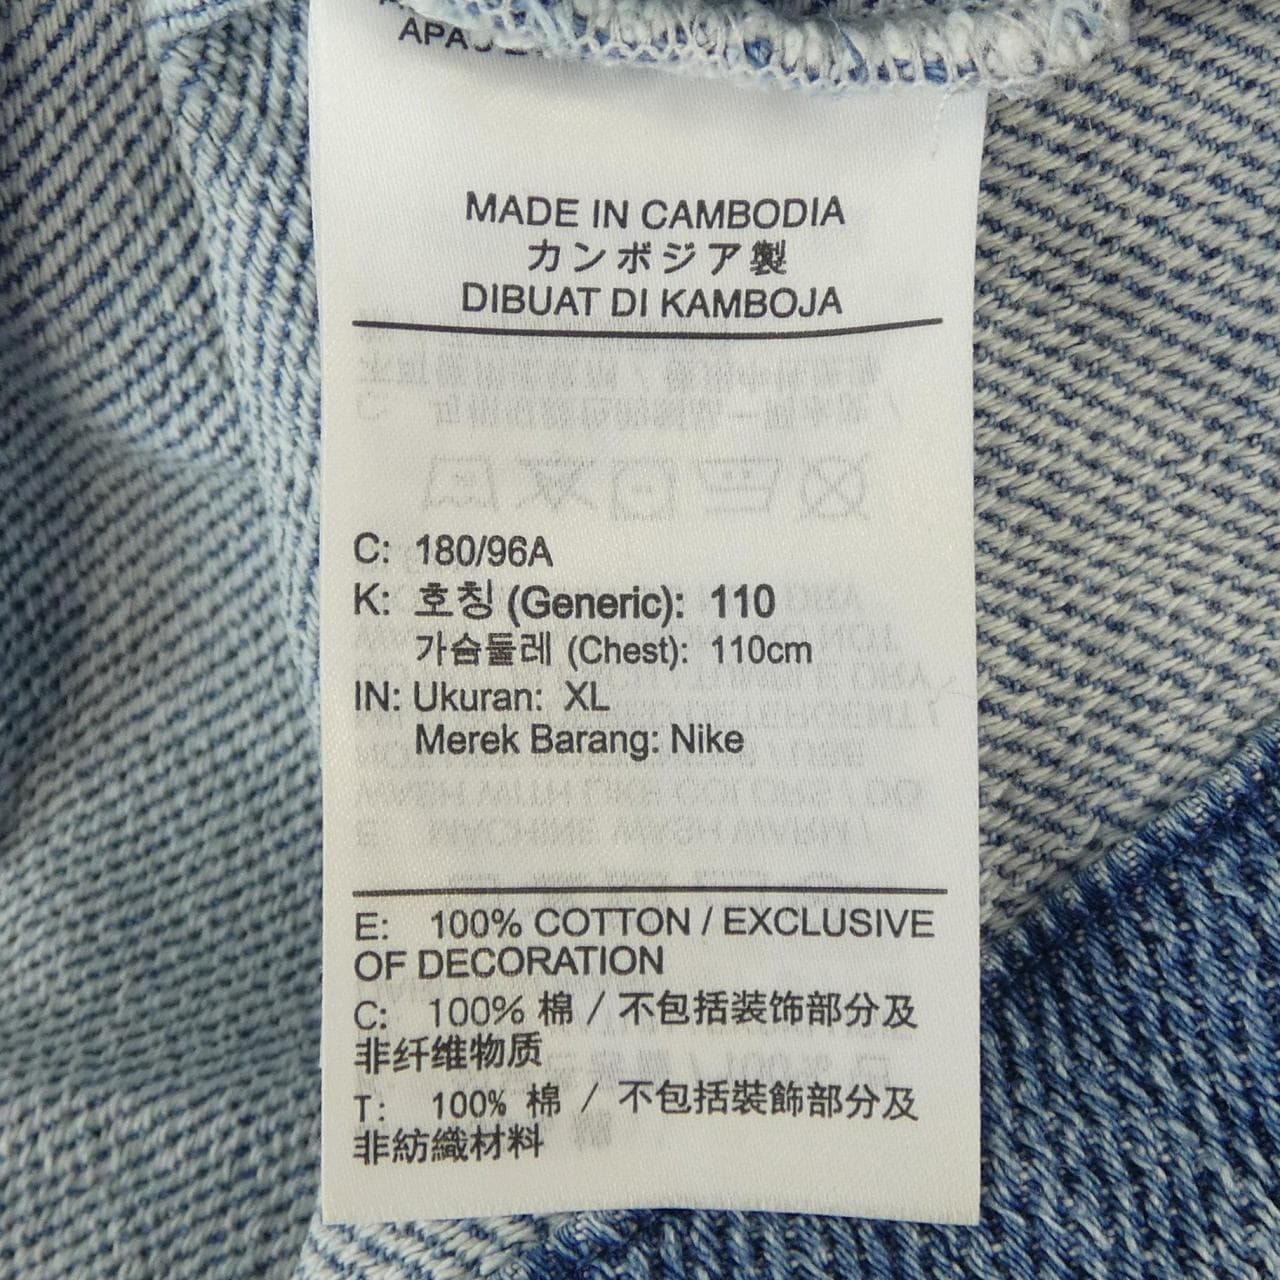 MADE IN CAMBODIA
カンボジア製
DIBUAT DI KAMBOJA
C: 180/96A
K: 호칭 (Generic): 110
가슴둘레 (Chest): 110cm
IN: Ukuran: XL
Merek Barang: Nike
E: 100% COTTON / EXCLUSIVE
OF DECORATION
C: 100% 棉 / 不包括装饰部分及
非纤维物质
T: 100% 棉 / 不包括裝飾部分及
非紡織材料